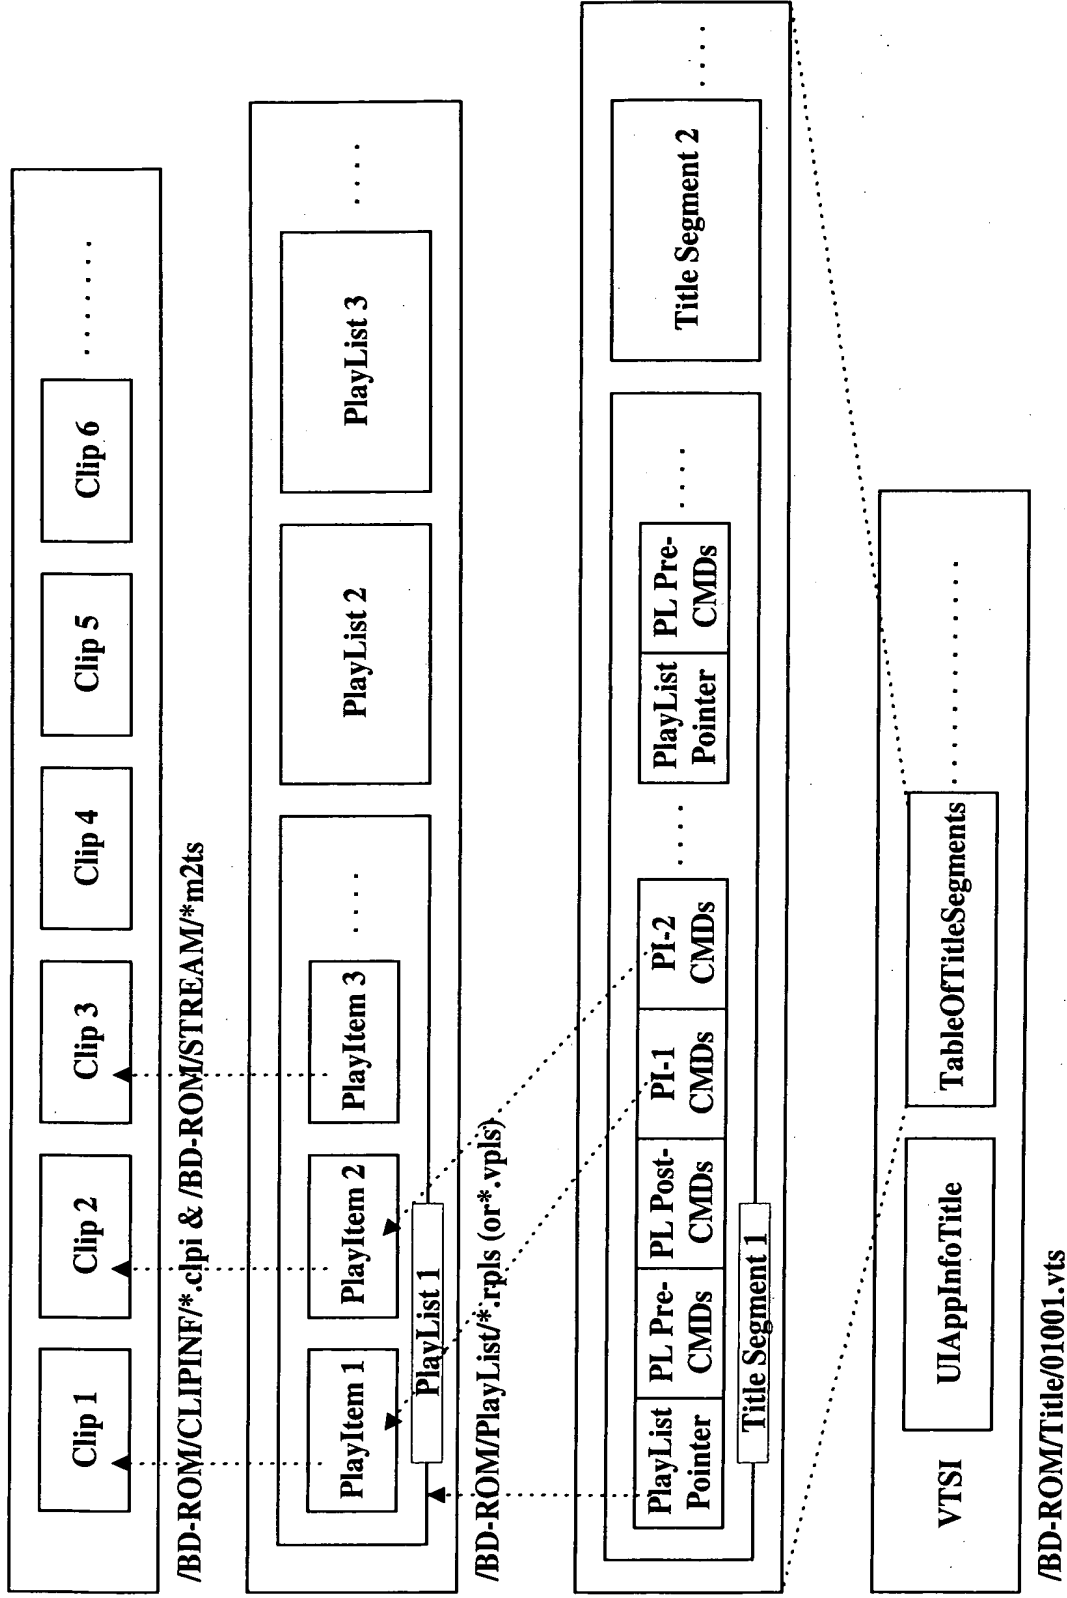 Clip 1
Clip 2
Clip 3
Clip 4
Clip 5
Clip 6
. . . . . . .
/BD-ROM/CLIPINF/*.clpi & /BD-ROM/STREAM/*m2ts
PlayItem 1
PlayItem 2
PlayItem 3
. . . .
PlayList 1
PlayList 2
PlayList 3
. . . .
/BD-ROM/PlayList/*.rpls (or*.vpls)
PlayList
Pointer
PL Pre-
CMDs
PL Post-
CMDs
PI-1
CMDs
PI-2
CMDs
. . . .
PlayList
Pointer
PL Pre-
CMDs
. . . .
Title Segment 1
Title Segment 2
. . . .
VTSI
UIAppInfoTitle
TableOfTitleSegments
. . . . . . . . . . .
/BD-ROM/Title/01001.vts